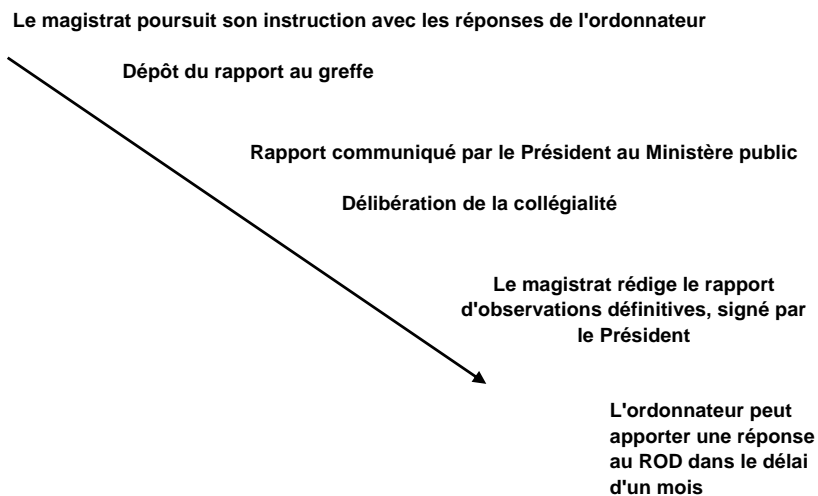 Le magistrat poursuit son instruction avec les réponses de l'ordonnateur
Dépôt du rapport au greffe
Rapport communiqué par le Président au Ministère public
Délibération de la collégialité
Le magistrat rédige le rapport
d'observations définitives, signé par
le Président
L'ordonnateur peut
apporter une réponse
au ROD dans le délai
d'un mois